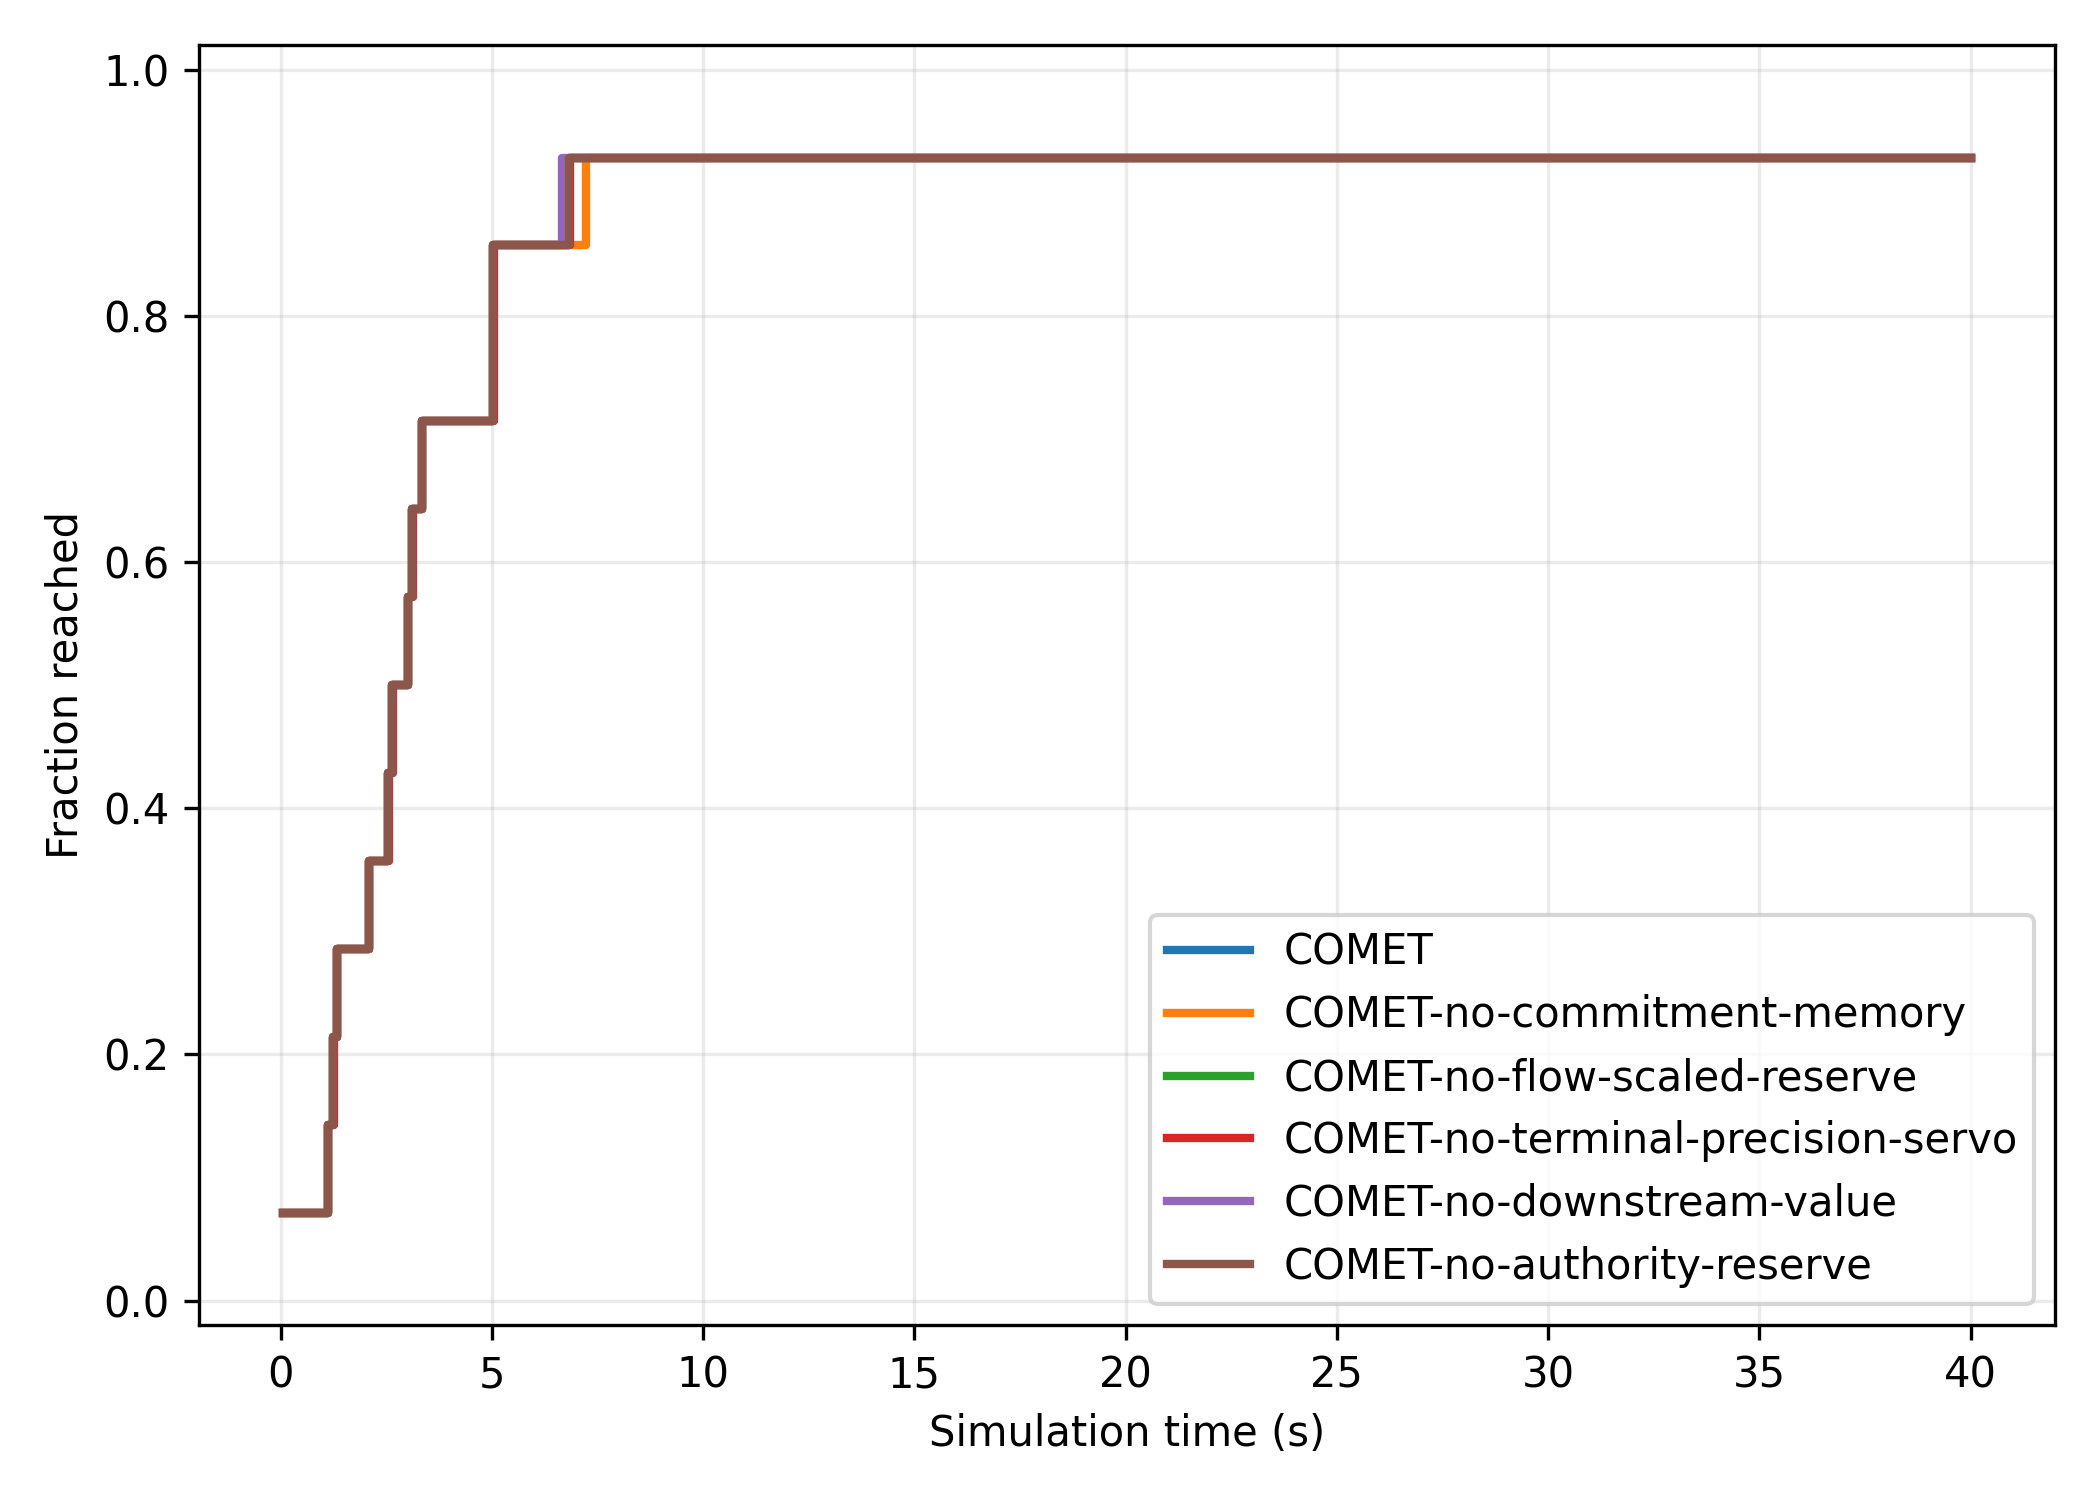 1.0
0.8
0.6
0.4
0.2
0.0
Fraction reached
COMET
COMET-no-commitment-memory
COMET-no-flow-scaled-reserve
COMET-no-terminal-precision-servo
COMET-no-downstream-value
COMET-no-authority-reserve
0 5 10 15 20 25 30 35 40
Simulation time (s)